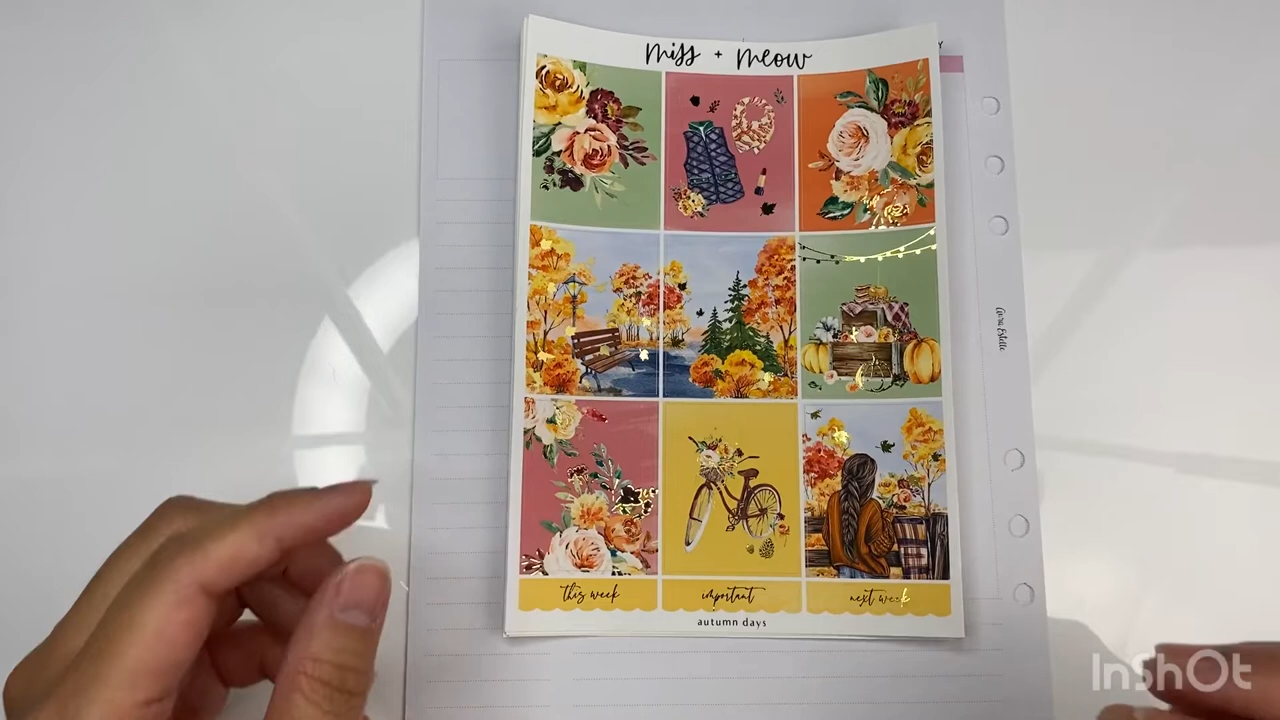 miss + meow
Y
this week
important
next week
autumn days
InShOt